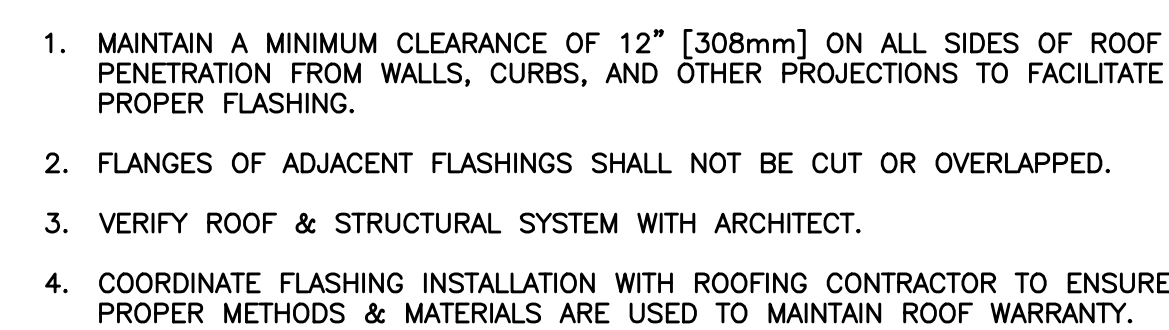 1. MAINTAIN A MINIMUM CLEARANCE OF 12” [308mm] ON ALL SIDES OF ROOF
PENETRATION FROM WALLS, CURBS, AND OTHER PROJECTIONS TO FACILITATE
PROPER FLASHING.
2. FLANGES OF ADJACENT FLASHINGS SHALL NOT BE CUT OR OVERLAPPED.
3. VERIFY ROOF & STRUCTURAL SYSTEM WITH ARCHITECT.
4. COORDINATE FLASHING INSTALLATION WITH ROOFING CONTRACTOR TO ENSURE
PROPER METHODS & MATERIALS ARE USED TO MAINTAIN ROOF WARRANTY.